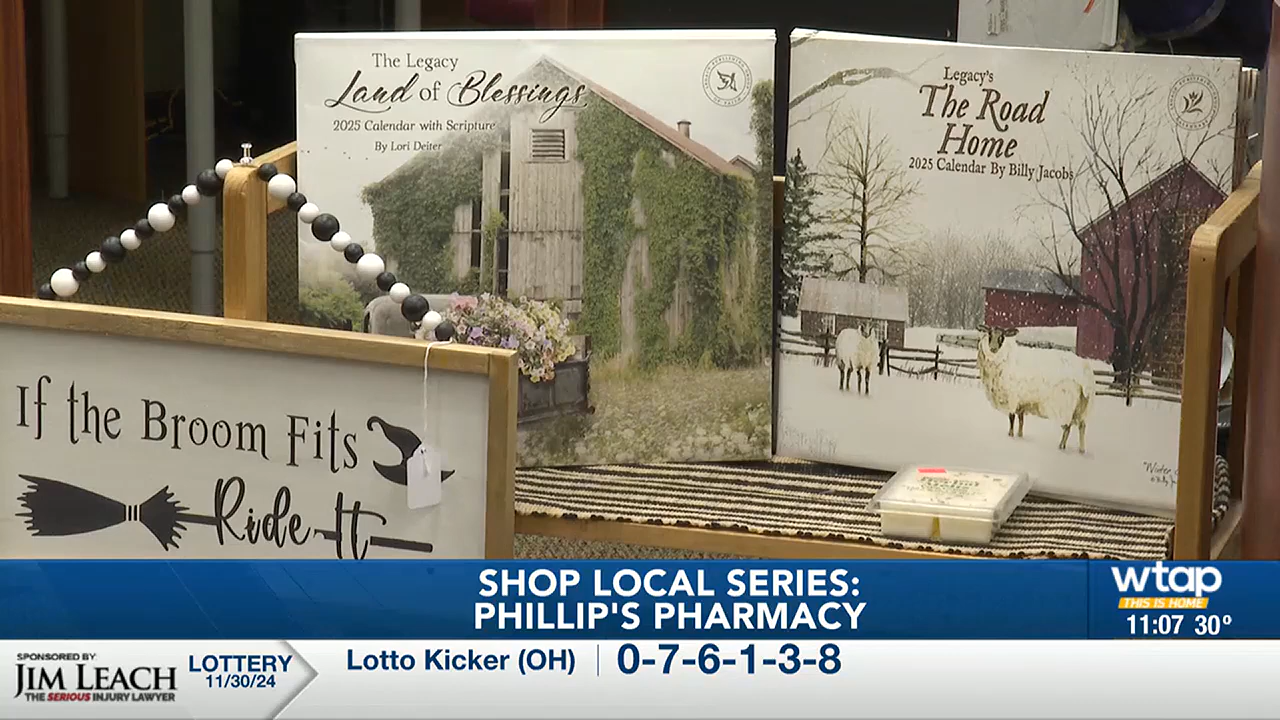 The Legacy
Land of Blessings
2025 Calendar with Scripture
By Lori Deiter
Legacy's
The Road
Home
2025 Calendar By Billy Jacobs
If the Broom Fits
Ride It
SHOP LOCAL SERIES:
PHILLIP'S PHARMACY
wtap
THIS IS HOME
11:07 30°
SPONSORED BY
JIM LEACH
THE SERIOUS INJURY LAWYER
LOTTERY
11/30/24
Lotto Kicker (OH)
0-7-6-1-3-8